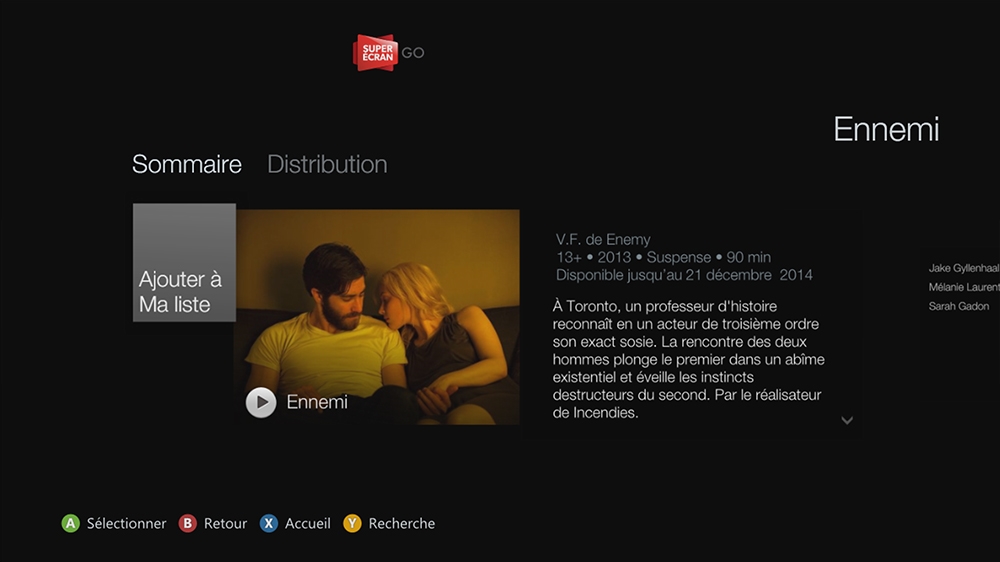 SUPER
ÉCRAN GO
Ennemi
Sommaire Distribution
Ajouter à
Ma liste
Ennemi
V.F. de Enemy
13+ • 2013 • Suspense • 90 min
Disponible jusqu'au 21 décembre 2014
À Toronto, un professeur d'histoire
reconnaît en un acteur de troisième ordre
son exact sosie. La rencontre des deux
hommes plonge le premier dans un abîme
existentiel et éveille les instincts
destructeurs du second. Par le réalisateur
de Incendies.
Jake Gyllenhaal
Mélanie Laurent
Sarah Gadon
A Sélectionner B Retour X Accueil Y Recherche